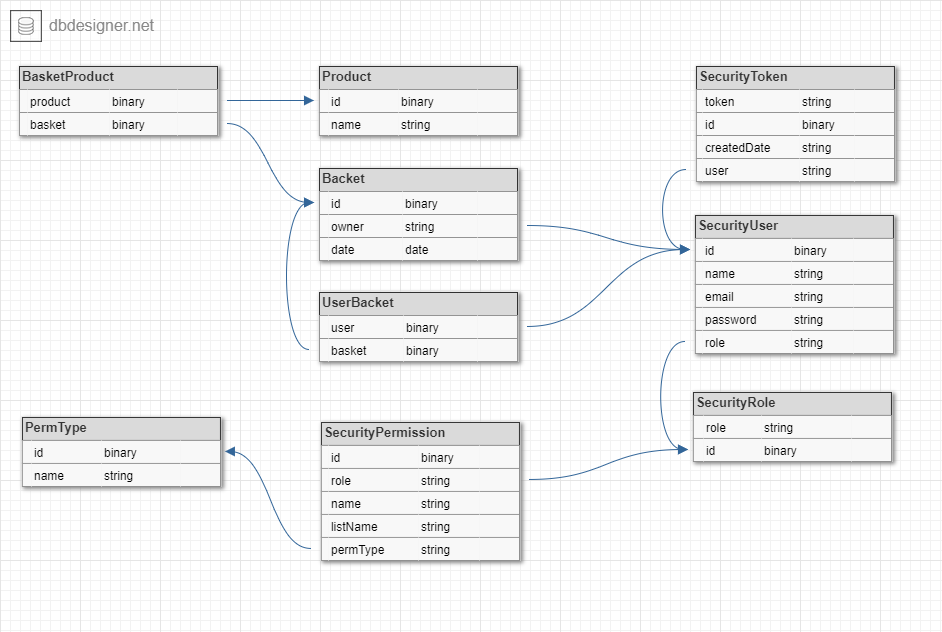 dbdesigner.net
BasketProduct
product binary
basket binary
Product
id binary
name string
SecurityToken
token string
id binary
createdDate string
user string
Backet
id binary
owner string
date date
SecurityUser
id binary
name string
email string
password string
role string
UserBacket
user binary
basket binary
SecurityRole
role string
id binary
PermType
id binary
name string
SecurityPermission
id binary
role string
name string
listName string
permType string